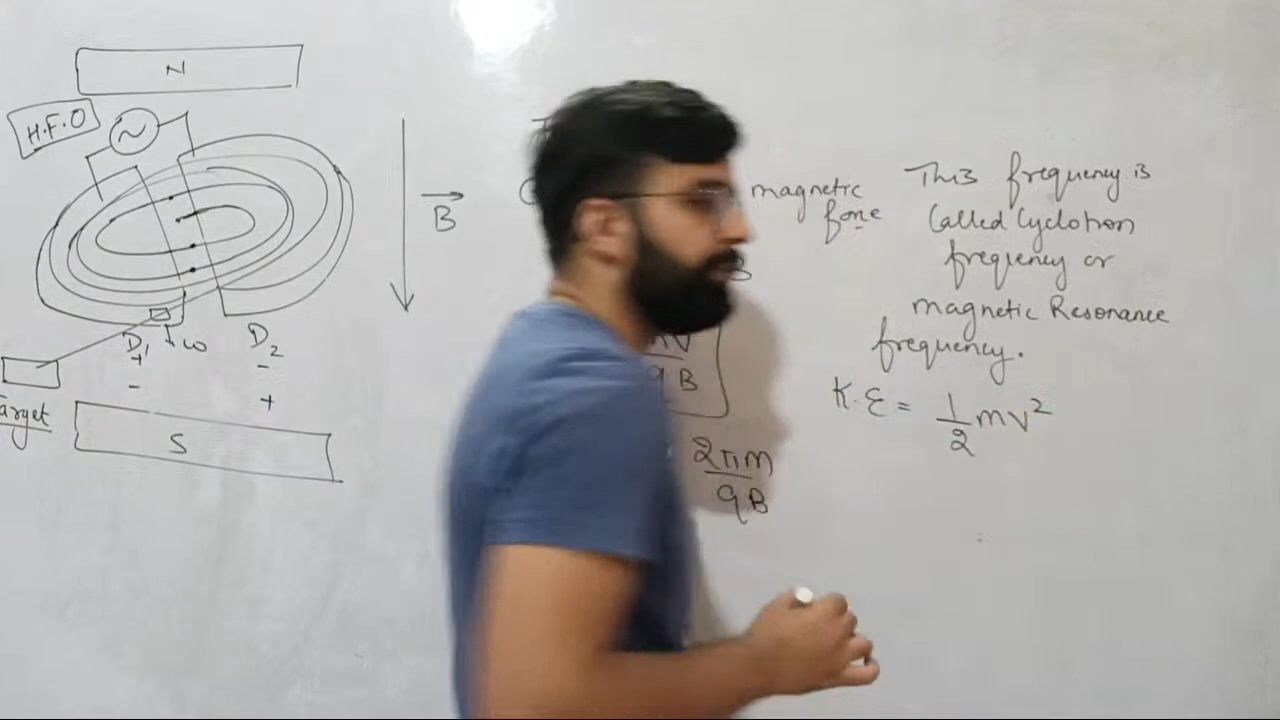 N
H.F.O
B
D1 D2
+ -
- +
w
Target
S
magnetic
force
B
qB
2πm
qB
This frequency is
Called Cyclotron
frequency or
magnetic Resonance
frequency.
K.E = 1/2 mv²